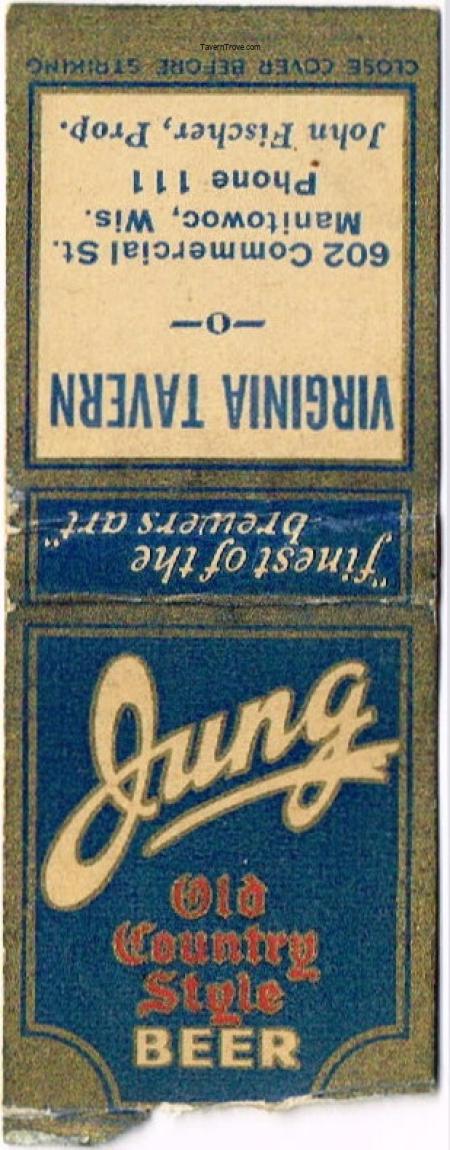 TavernTrove.com
CLOSE COVER BEFORE STRIKING
VIRGINIA TAVERN
—o—
602 Commercial St.
Manitowoc, Wis.
Phone 111
John Fischer, Prop.
"finest of the
brewers art"
Jung
Old
Country
Style
BEER